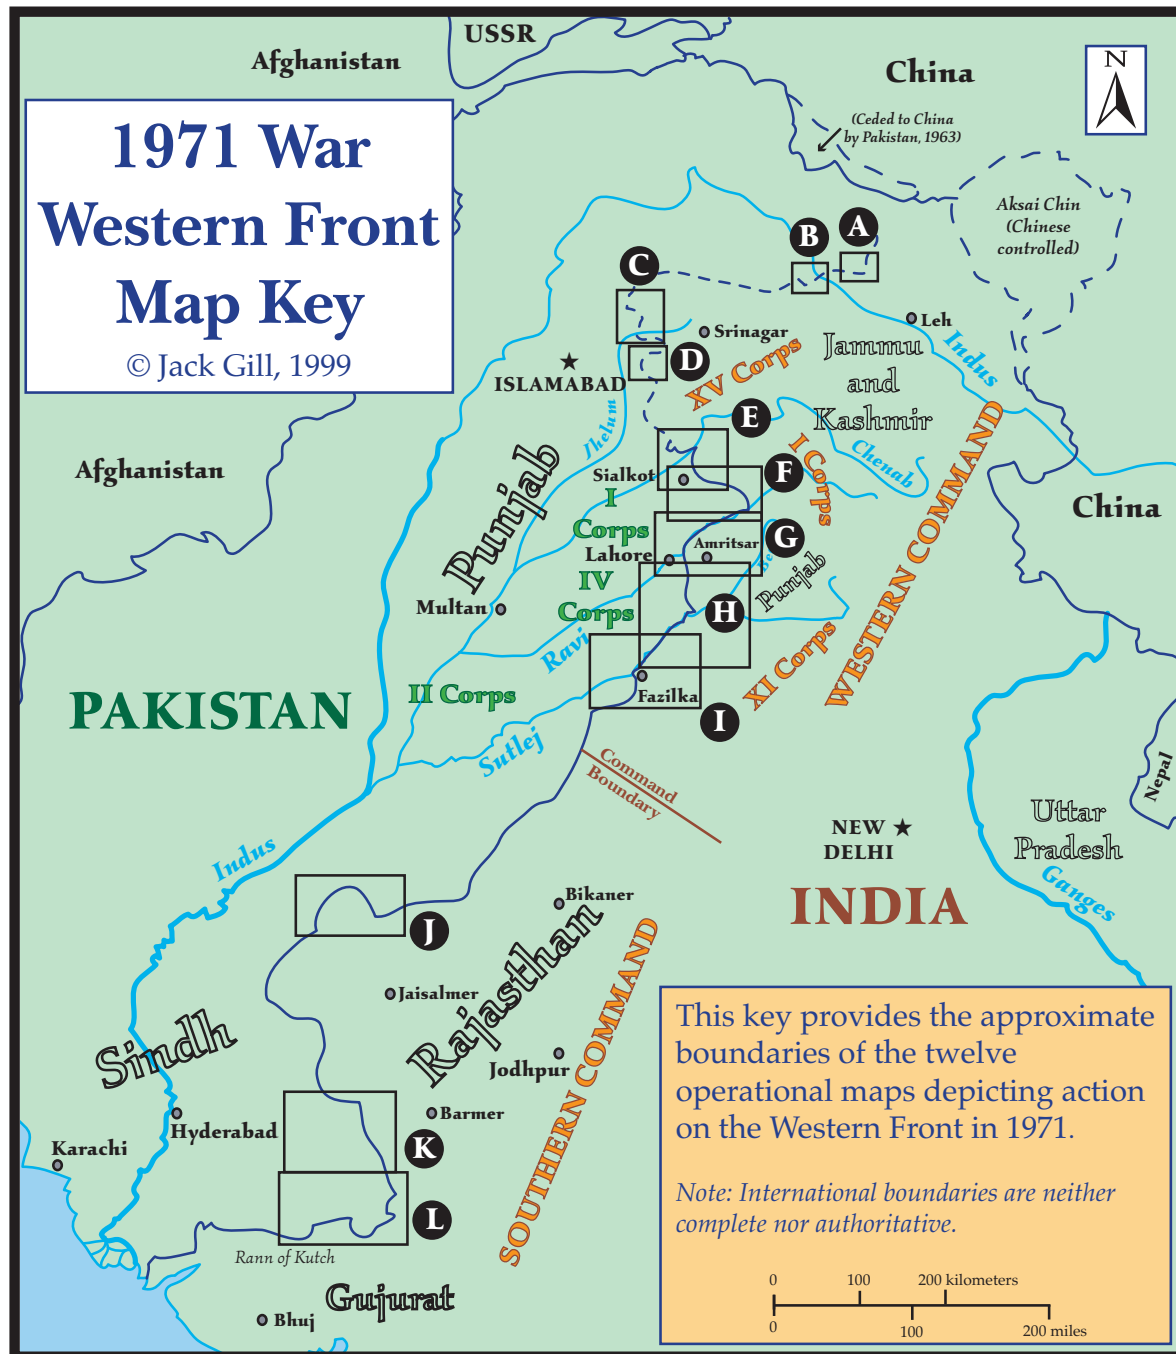 USSR
Afghanistan
China
N
1971 War
Western Front
Map Key
© Jack Gill, 1999
(Ceded to China
by Pakistan, 1963)
Aksai Chin
(Chinese
controlled)
A
B
C
Leh
Srinagar
Indus
Jammu
and
Kashmir
D
ISLAMABAD
XV Corps
Jhelum
E
Chenab
I Corps
F
Sialkot
Afghanistan
Punjab
I
Corps
WESTERN COMMAND
China
G
Amritsar
Lahore
Be
Punjab
IV
Corps
Multan
H
Ravi
XI Corps
II Corps
PAKISTAN
Fazilka
I
Sutlej
Command
Boundary
Nepal
NEW
DELHI
Uttar
Pradesh
Indus
Ganges
INDIA
Bikaner
J
Rajasthan
Jaisalmer
SOUTHERN COMMAND
Sindh
Jodhpur
Barmer
Hyderabad
K
Karachi
L
Rann of Kutch
Gujurat
Bhuj
This key provides the approximate
boundaries of the twelve
operational maps depicting action
on the Western Front in 1971.
Note: International boundaries are neither
complete nor authoritative.
0 100 200 kilometers
0 100 200 miles